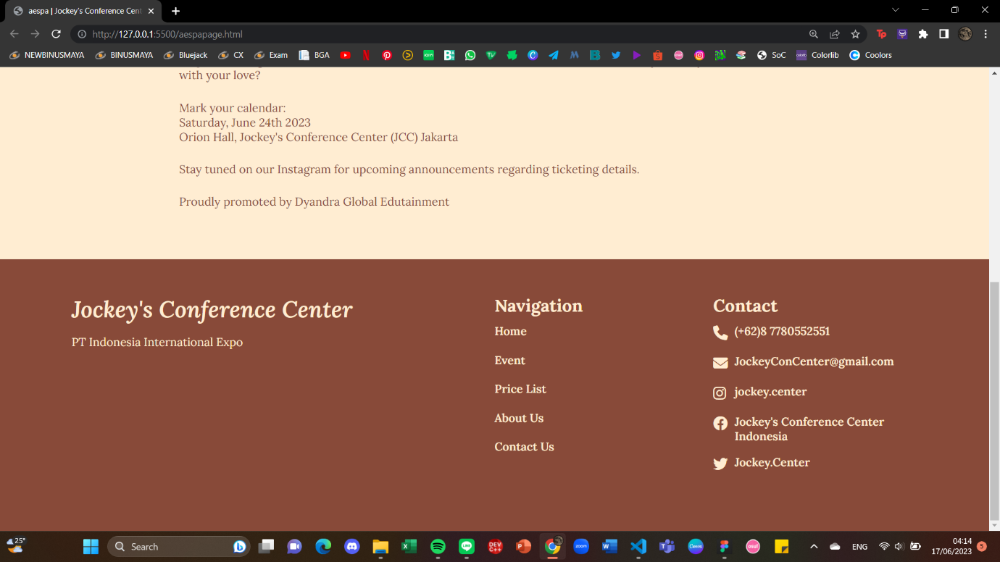 aespa | Jockey's Conference Cent
http://127.0.0.1:5500/aespapage.html
NEWBINUSMAYA
BINUSMAYA
Bluejack
CX
Exam
BGA
SoC
Colorlib
Coolors
with your love?
Mark your calendar:
Saturday, June 24th 2023
Orion Hall, Jockey's Conference Center (JCC) Jakarta
Stay tuned on our Instagram for upcoming announcements regarding ticketing details.
Proudly promoted by Dyandra Global Edutainment
Jockey's Conference Center
PT Indonesia International Expo
Navigation
Home
Event
Price List
About Us
Contact Us
Contact
(+62)8 7780552551
JockeyConCenter@gmail.com
jockey.center
Jockey's Conference Center
Indonesia
Jockey.Center
25°
Search
ENG
04:14
17/06/2023
5